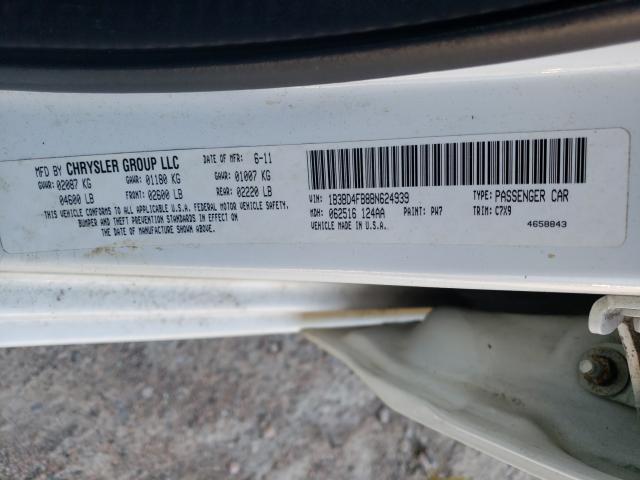 MFD BY CHRYSLER GROUP LLC DATE OF MFR: 6-11
GVWR: 02087 KG GAWR: 01180 KG GAWR: 01007 KG
04600 LB FRONT: 02600 LB REAR: 02220 LB
THIS VEHICLE CONFORMS TO ALL APPLICABLE U.S.A. FEDERAL MOTOR VEHICLE SAFETY,
BUMPER AND THEFT PREVENTION STANDARDS IN EFFECT ON
THE DATE OF MANUFACTURE SHOWN ABOVE.
VIN: 1B3BD4FB8BN624939 TYPE: PASSENGER CAR
MDH: 062516 124AA PAINT: PW7 TRIM: C7X9
VEHICLE MADE IN U.S.A. 4658843